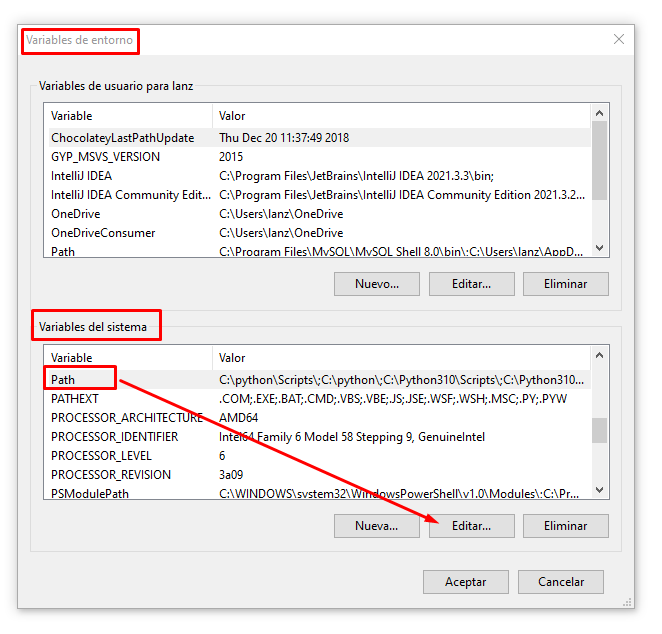 Variables de entorno
Variables de usuario para lanz
Variable Valor
ChocolateyLastPathUpdate Thu Dec 20 11:37:49 2018
GYP_MSVS_VERSION 2015
IntelliJ IDEA C:\Program Files\JetBrains\IntelliJ IDEA 2021.3.3\bin;
IntelliJ IDEA Community Edit... C:\Program Files\JetBrains\IntelliJ IDEA Community Edition 2021.3.2...
OneDrive C:\Users\lanz\OneDrive
OneDriveConsumer C:\Users\lanz\OneDrive
Path C:\Program Files\MySQL\MySQL Shell 8.0\bin\;C:\Users\lanz\AppD...
Nuevo... Editar... Eliminar
Variables del sistema
Variable Valor
Path C:\python\Scripts\;C:\python\;C:\Python310\Scripts\;C:\Python310...
PATHEXT .COM;.EXE;.BAT;.CMD;.VBS;.VBE;.JS;.JSE;.WSF;.WSH;.MSC;.PY;.PYW
PROCESSOR_ARCHITECTURE AMD64
PROCESSOR_IDENTIFIER Intel64 Family 6 Model 58 Stepping 9, GenuineIntel
PROCESSOR_LEVEL 6
PROCESSOR_REVISION 3a09
PSModulePath C:\WINDOWS\system32\WindowsPowerShell\v1.0\Modules\;C:\Pr...
Nueva... Editar... Eliminar
Aceptar Cancelar